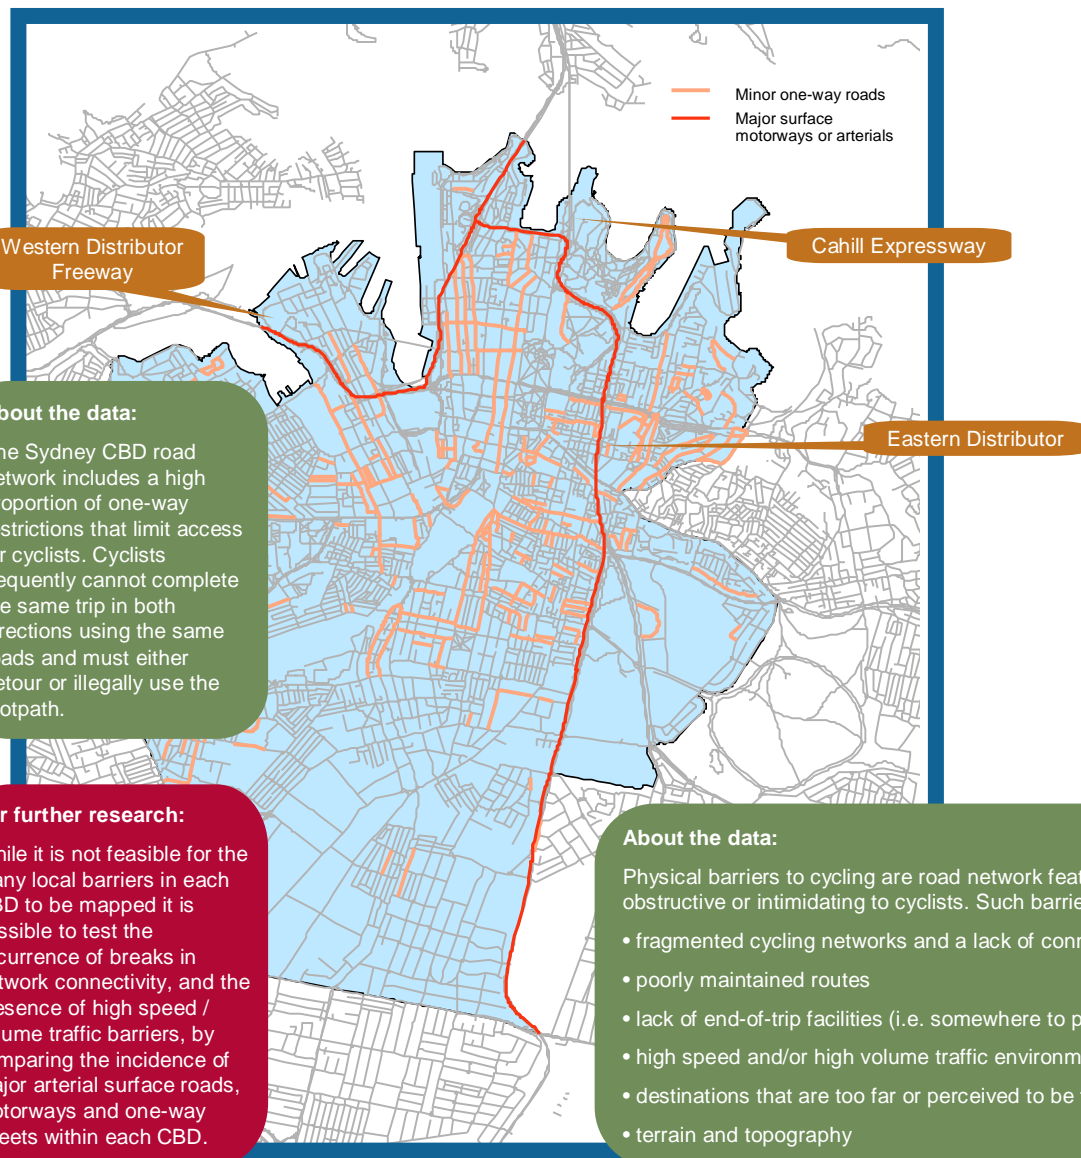 Minor one-way roads
Major surface
motorways or arterials
Western Distributor
Freeway
Cahill Expressway
Eastern Distributor
bout the data:
he Sydney CBD road
etwork includes a high
roportion of one-way
strictions that limit access
r cyclists. Cyclists
equently cannot complete
e same trip in both
rections using the same
ads and must either
etour or illegally use the
otpath.
r further research:
hile it is not feasible for the
any local barriers in each
BD to be mapped it is
ssible to test the
currence of breaks in
twork connectivity, and the
esence of high speed /
lume traffic barriers, by
mparing the incidence of
ajor arterial surface roads,
otorways and one-way
reets within each CBD.
About the data:
Physical barriers to cycling are road network feat
obstructive or intimidating to cyclists. Such barrie
• fragmented cycling networks and a lack of conn
• poorly maintained routes
• lack of end-of-trip facilities (i.e. somewhere to p
• high speed and/or high volume traffic environm
• destinations that are too far or perceived to be
• terrain and topography